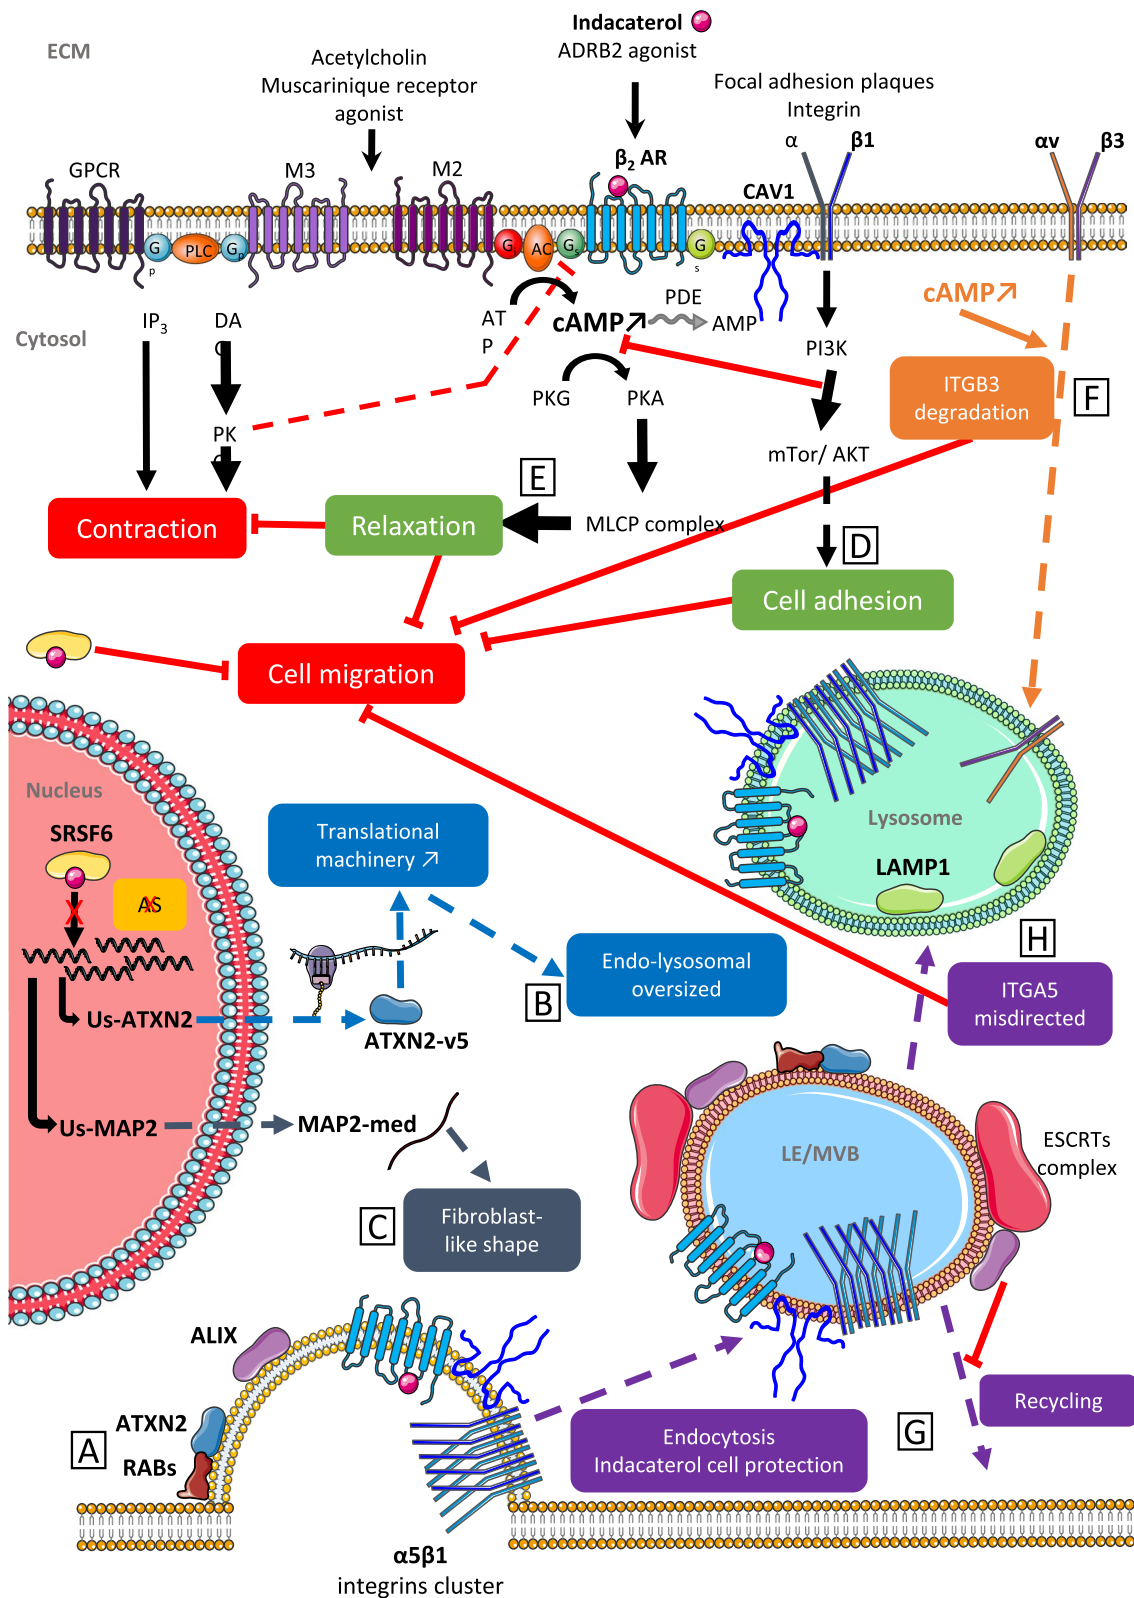 ECM
Indacaterol
ADRB2 agonist
Acetylcholin
Muscarinique receptor
agonist
Focal adhesion plaques
Integrin
α
β1
αv
β3
GPCR
M3
M2
β2 AR
CAV1
G
p
PLC
Gp
Gi
AC
Gs
G
s
cAMP↗
IP3
DA
AT
P
cAMP↗
PDE
AMP
Cytosol
PI3K
ITGB3
degradation
F
PKG
PKA
PK
mTor/ AKT
E
Contraction
Relaxation
MLCP complex
D
Cell adhesion
Cell migration
Nucleus
SRSF6
AS
Translational
machinery ↗
Lysosome
LAMP1
H
Endo-lysosomal
oversized
B
ITGA5
misdirected
Us-ATXN2
ATXN2-v5
Us-MAP2
MAP2-med
LE/MVB
ESCRTs
complex
C
Fibroblast-
like shape
ALIX
ATXN2
A
RABs
Recycling
G
Endocytosis
Indacaterol cell protection
α5β1
integrins cluster